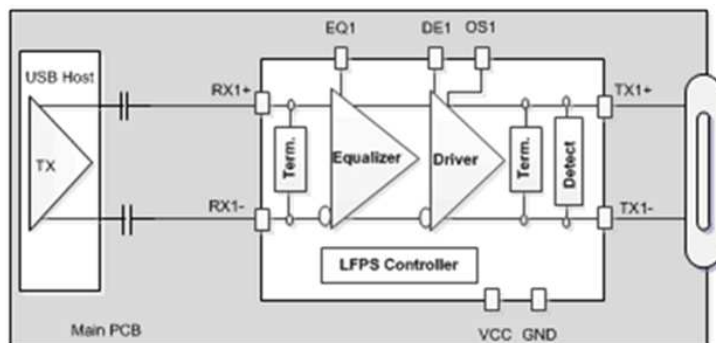 EQ1 DE1 OS1
USB Host
RX1+ TX1+
TX
Term. Equalizer Driver Term. Detect
RX1- TX1-
LFPS Controller
Main PCB
VCC GND